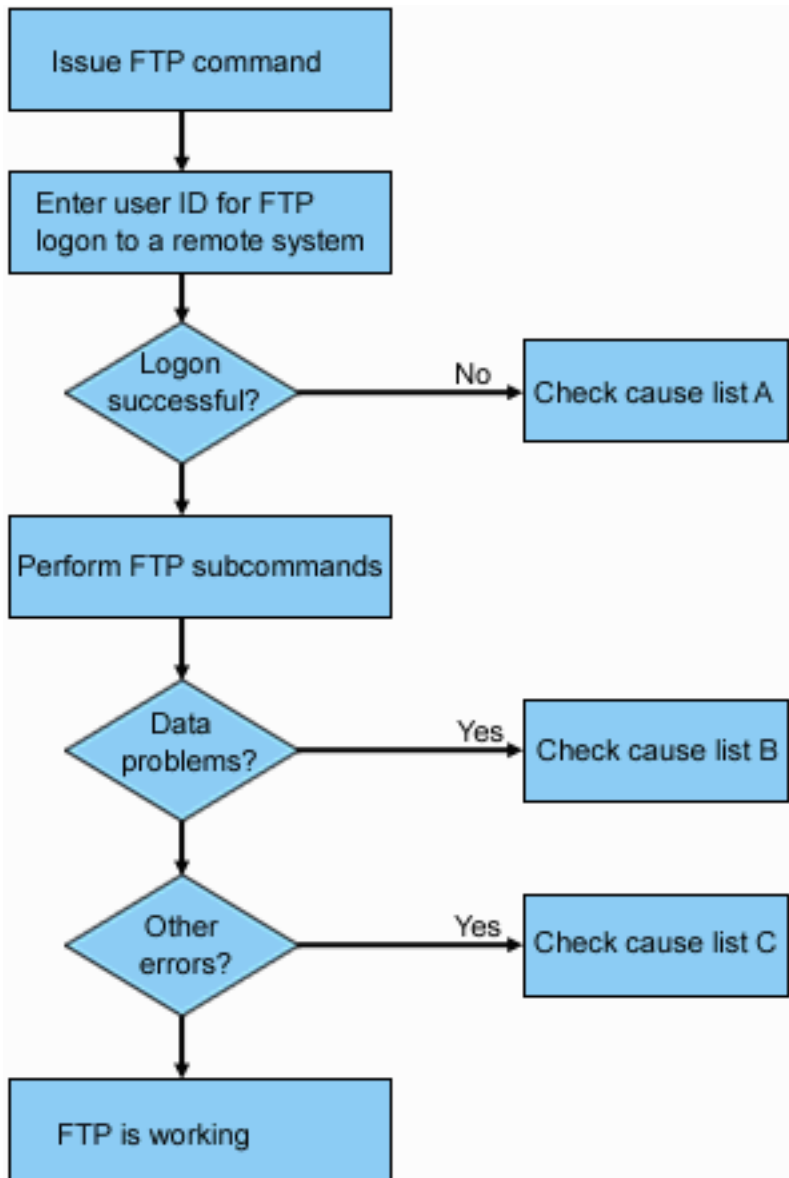 Issue FTP command
Enter user ID for FTP
logon to a remote system
Logon
successful?
No
Check cause list A
Perform FTP subcommands
Data
problems?
Yes
Check cause list B
Other
errors?
Yes
Check cause list C
FTP is working